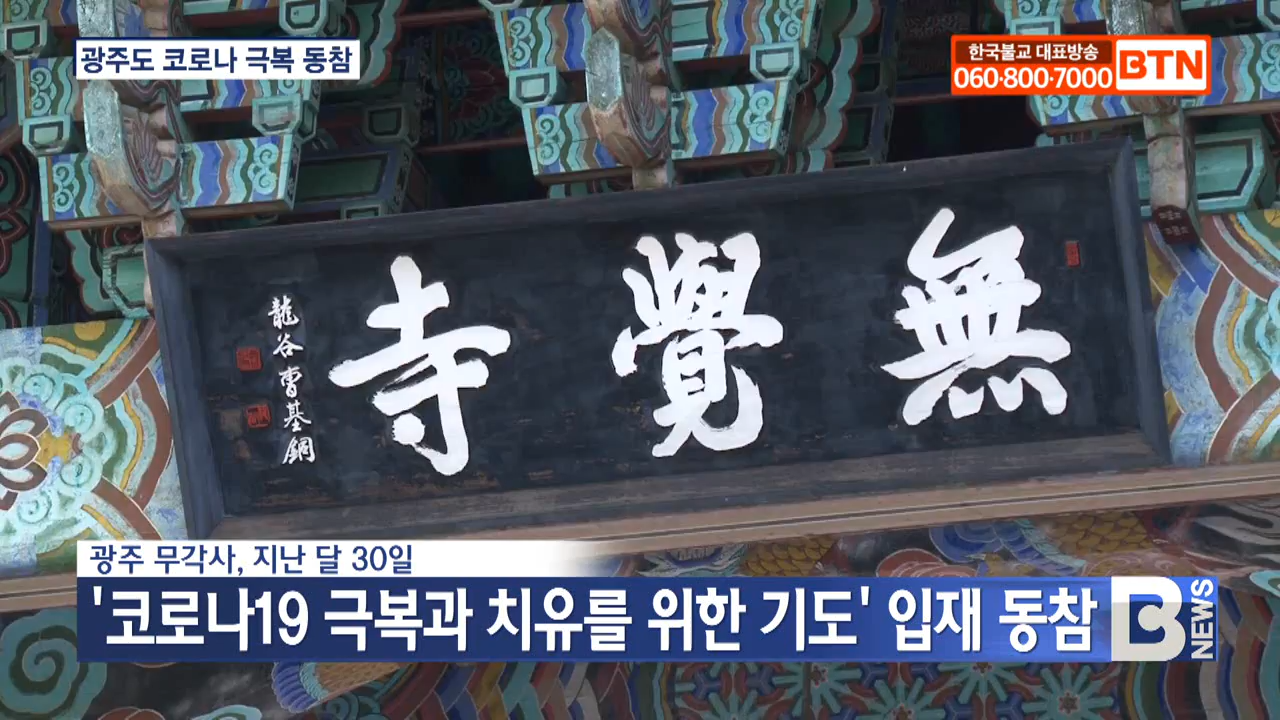 광주도 코로나 극복 동참
한국불교 대표방송
060·800·7000
BTN
無覺寺
龍谷 曺基銅
광주 무각사, 지난 달 30일
'코로나19 극복과 치유를 위한 기도' 입재 동참
B NEWS